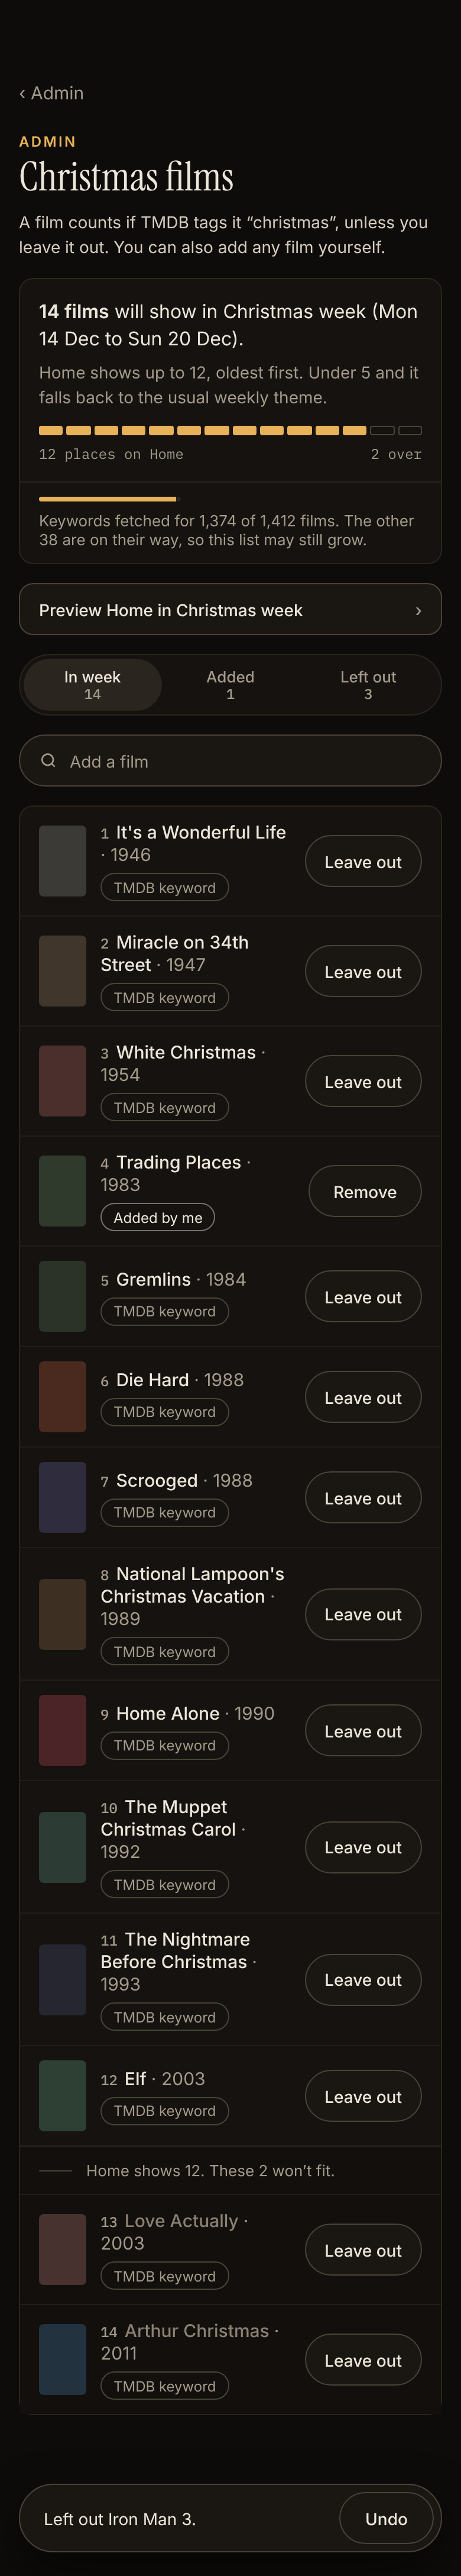 ‹ Admin
ADMIN
Christmas films
A film counts if TMDB tags it “christmas”, unless you
leave it out. You can also add any film yourself.
14 films will show in Christmas week (Mon
14 Dec to Sun 20 Dec).
Home shows up to 12, oldest first. Under 5 and it
falls back to the usual weekly theme.
12 places on Home 2 over
Keywords fetched for 1,374 of 1,412 films. The other
38 are on their way, so this list may still grow.
Preview Home in Christmas week ›
In week Added Left out
14 1 3
Add a film
1 It's a Wonderful Life
· 1946
TMDB keyword
Leave out
2 Miracle on 34th
Street · 1947
TMDB keyword
Leave out
3 White Christmas ·
1954
TMDB keyword
Leave out
4 Trading Places ·
1983
Added by me
Remove
5 Gremlins · 1984
TMDB keyword
Leave out
6 Die Hard · 1988
TMDB keyword
Leave out
7 Scrooged · 1988
TMDB keyword
Leave out
8 National Lampoon's
Christmas Vacation ·
1989
TMDB keyword
Leave out
9 Home Alone · 1990
TMDB keyword
Leave out
10 The Muppet
Christmas Carol ·
1992
TMDB keyword
Leave out
11 The Nightmare
Before Christmas ·
1993
TMDB keyword
Leave out
12 Elf · 2003
TMDB keyword
Leave out
Home shows 12. These 2 won’t fit.
13 Love Actually ·
2003
TMDB keyword
Leave out
14 Arthur Christmas ·
2011
TMDB keyword
Leave out
Left out Iron Man 3.
Undo